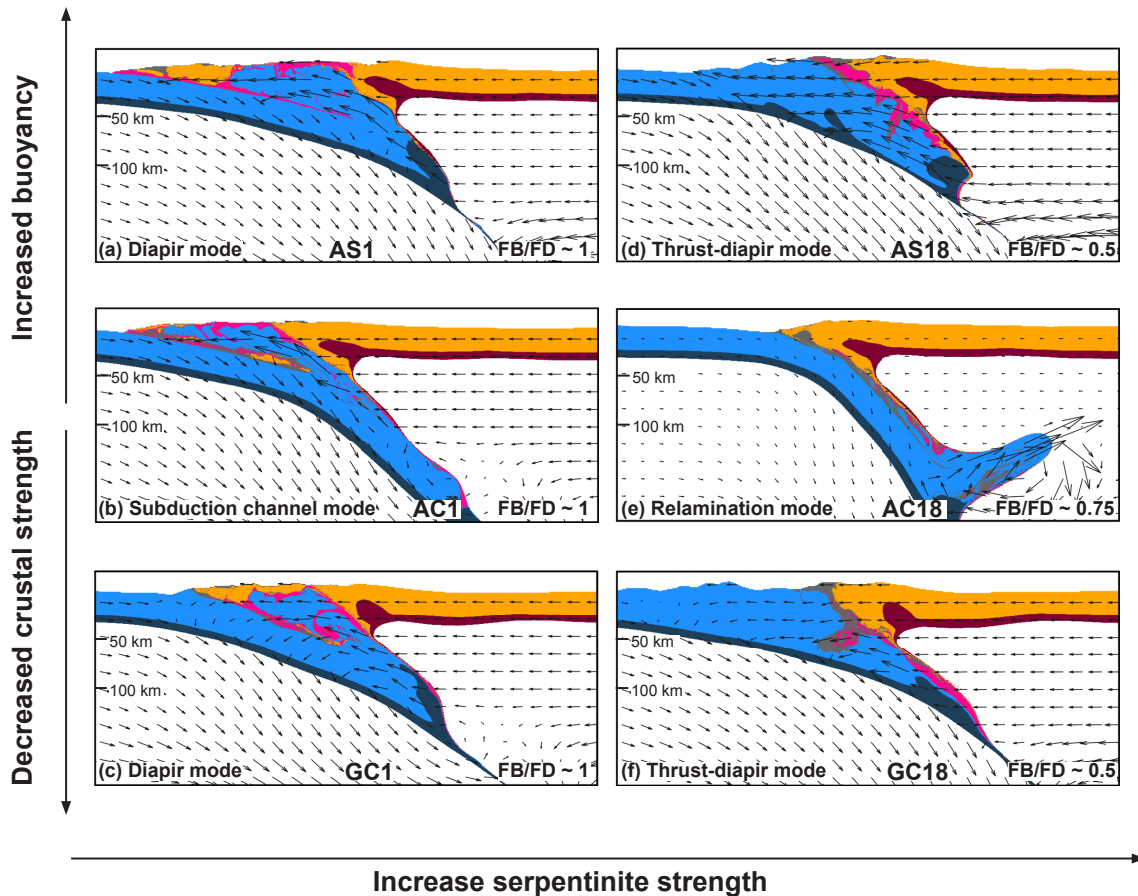 Increased buoyancy
Decreased crustal strength
50 km
100 km
(a) Diapir mode AS1 FB/FD ~ 1
50 km
100 km
(d) Thrust-diapir mode AS18 FB/FD ~ 0.5
50 km
100 km
(b) Subduction channel mode AC1 FB/FD ~ 1
50 km
100 km
(e) Relamination mode AC18 FB/FD ~ 0.75
50 km
100 km
(c) Diapir mode GC1 FB/FD ~ 1
50 km
100 km
(f) Thrust-diapir mode GC18 FB/FD ~ 0.5
Increase serpentinite strength